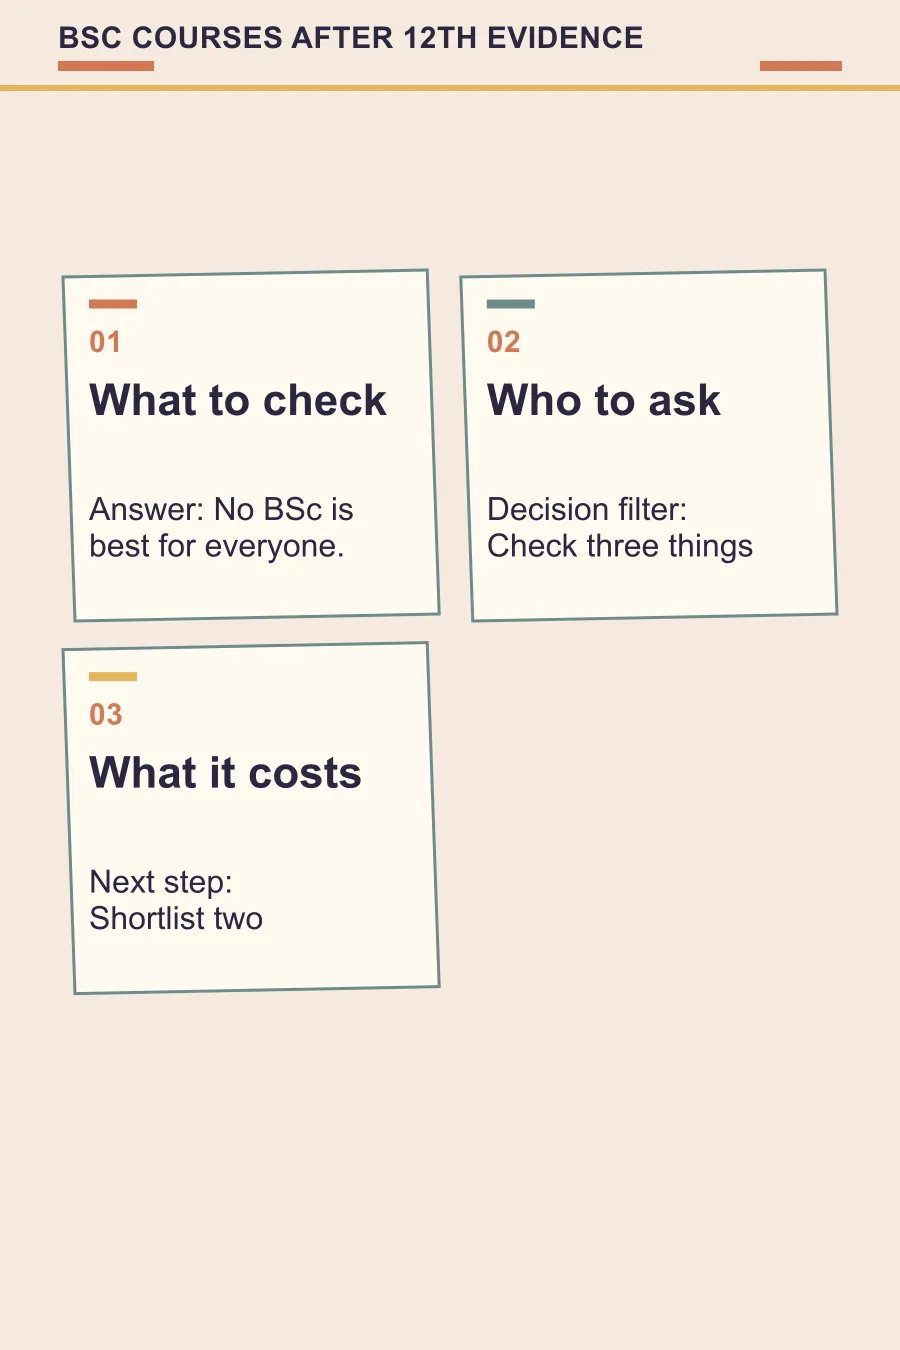 BSC COURSES AFTER 12TH EVIDENCE
01
What to check
Answer: No BSc is
best for everyone.
02
Who to ask
Decision filter:
Check three things
03
What it costs
Next step:
Shortlist two